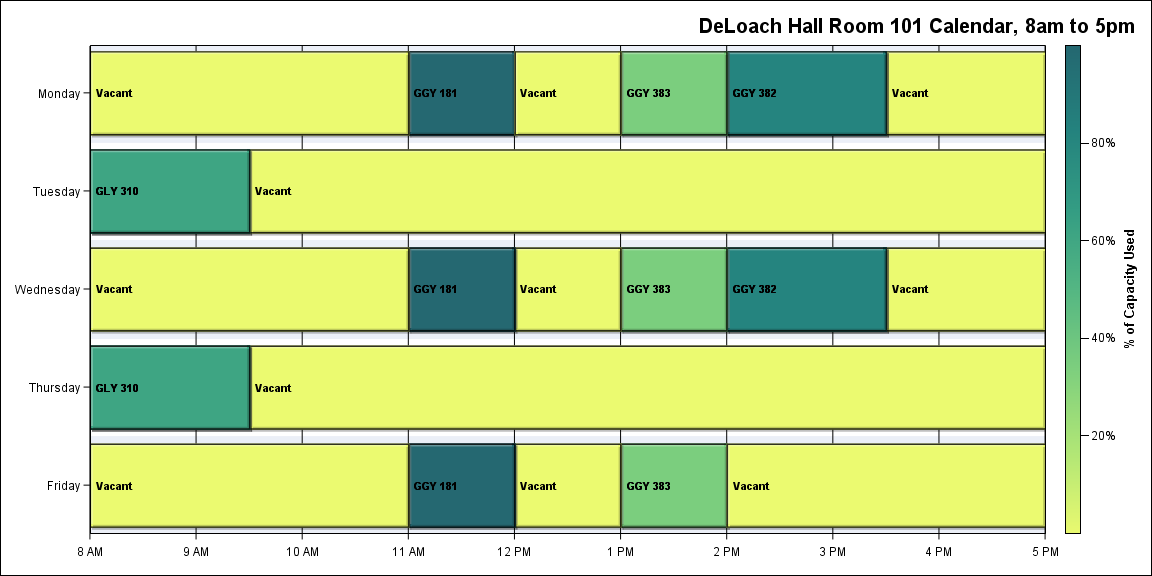 DeLoach Hall Room 101 Calendar, 8am to 5pm
Monday
Vacant
GGY 181
Vacant
GGY 383
GGY 382
Vacant
Tuesday
GLY 310
Vacant
Wednesday
Vacant
GGY 181
Vacant
GGY 383
GGY 382
Vacant
Thursday
GLY 310
Vacant
Friday
Vacant
GGY 181
Vacant
GGY 383
Vacant
8 AM
9 AM
10 AM
11 AM
12 PM
1 PM
2 PM
3 PM
4 PM
5 PM
80%
60%
40%
20%
% of Capacity Used